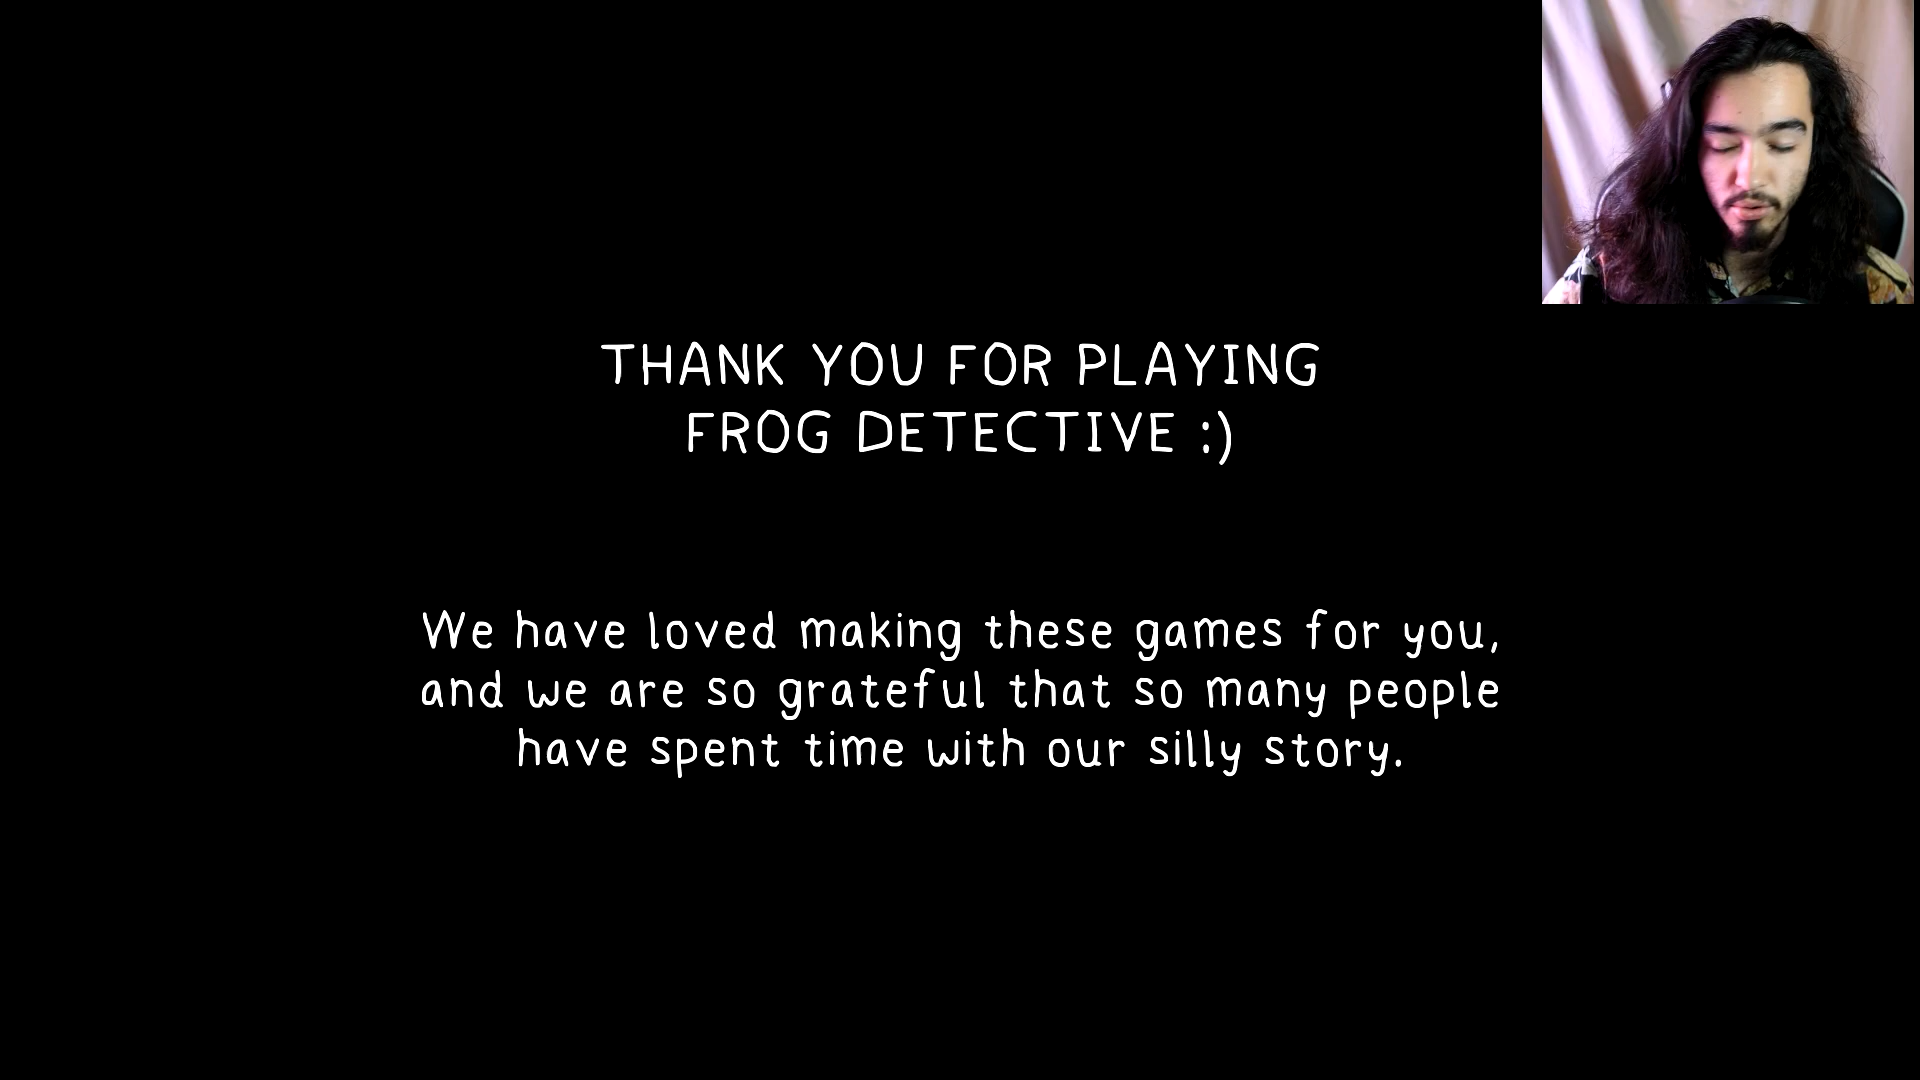 THANK YOU FOR PLAYING
FROG DETECTIVE :)
We have loved making these games for you,
and we are so grateful that so many people
have spent time with our silly story.